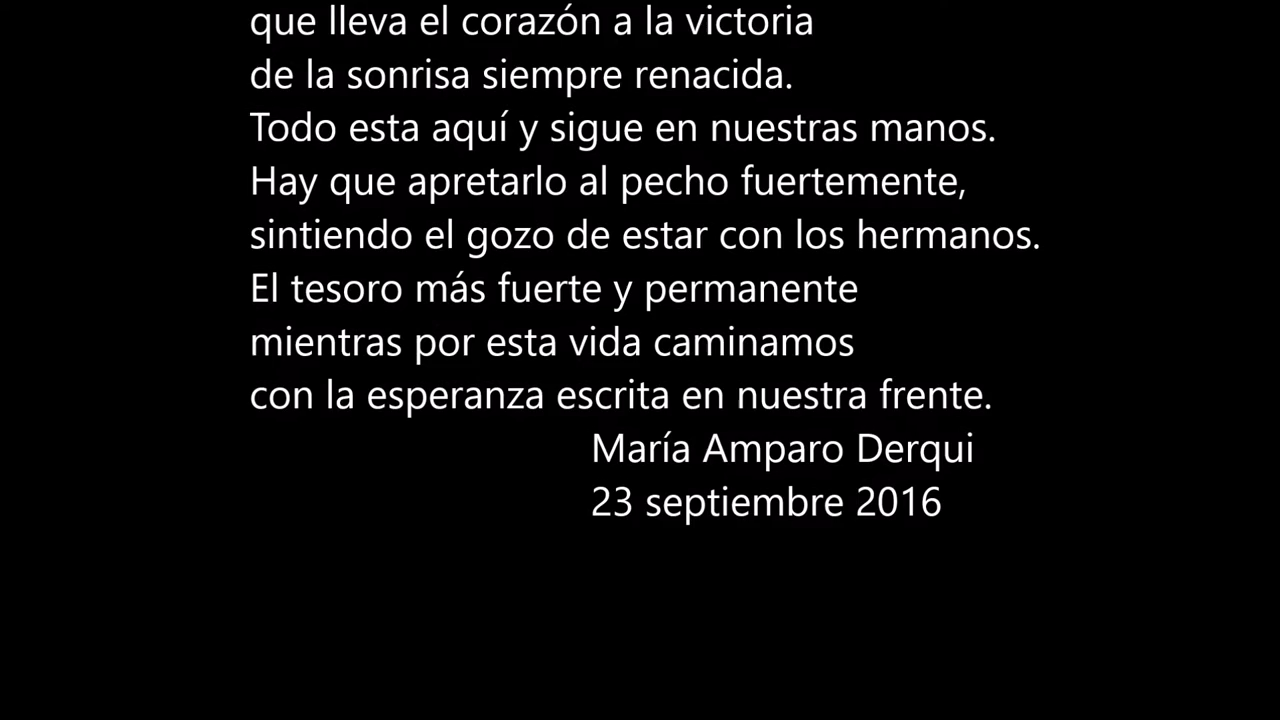 que lleva el corazón a la victoria
de la sonrisa siempre renacida.
Todo esta aquí y sigue en nuestras manos.
Hay que apretarlo al pecho fuertemente,
sintiendo el gozo de estar con los hermanos.
El tesoro más fuerte y permanente
mientras por esta vida caminamos
con la esperanza escrita en nuestra frente.
María Amparo Derqui
23 septiembre 2016